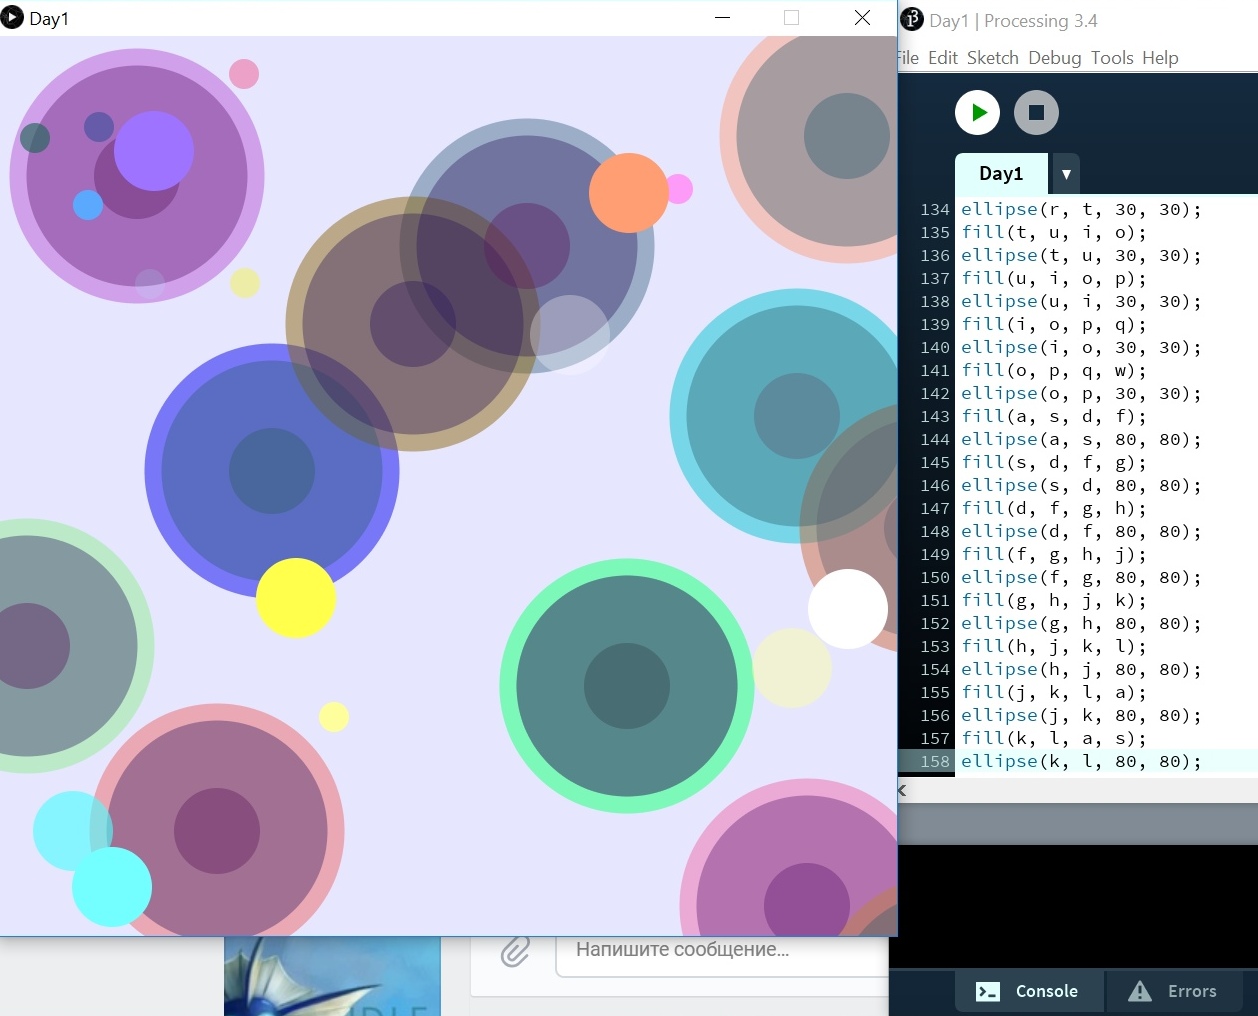 Day1
Day1 | Processing 3.4
File Edit Sketch Debug Tools Help
Day1
134 ellipse(r, t, 30, 30);
135 fill(t, u, i, o);
136 ellipse(t, u, 30, 30);
137 fill(u, i, o, p);
138 ellipse(u, i, 30, 30);
139 fill(i, o, p, q);
140 ellipse(i, o, 30, 30);
141 fill(o, p, q, w);
142 ellipse(o, p, 30, 30);
143 fill(a, s, d, f);
144 ellipse(a, s, 80, 80);
145 fill(s, d, f, g);
146 ellipse(s, d, 80, 80);
147 fill(d, f, g, h);
148 ellipse(d, f, 80, 80);
149 fill(f, g, h, j);
150 ellipse(f, g, 80, 80);
151 fill(g, h, j, k);
152 ellipse(g, h, 80, 80);
153 fill(h, j, k, l);
154 ellipse(h, j, 80, 80);
155 fill(j, k, l, a);
156 ellipse(j, k, 80, 80);
157 fill(k, l, a, s);
158 ellipse(k, l, 80, 80);
Напишите сообщение...
Console
Errors